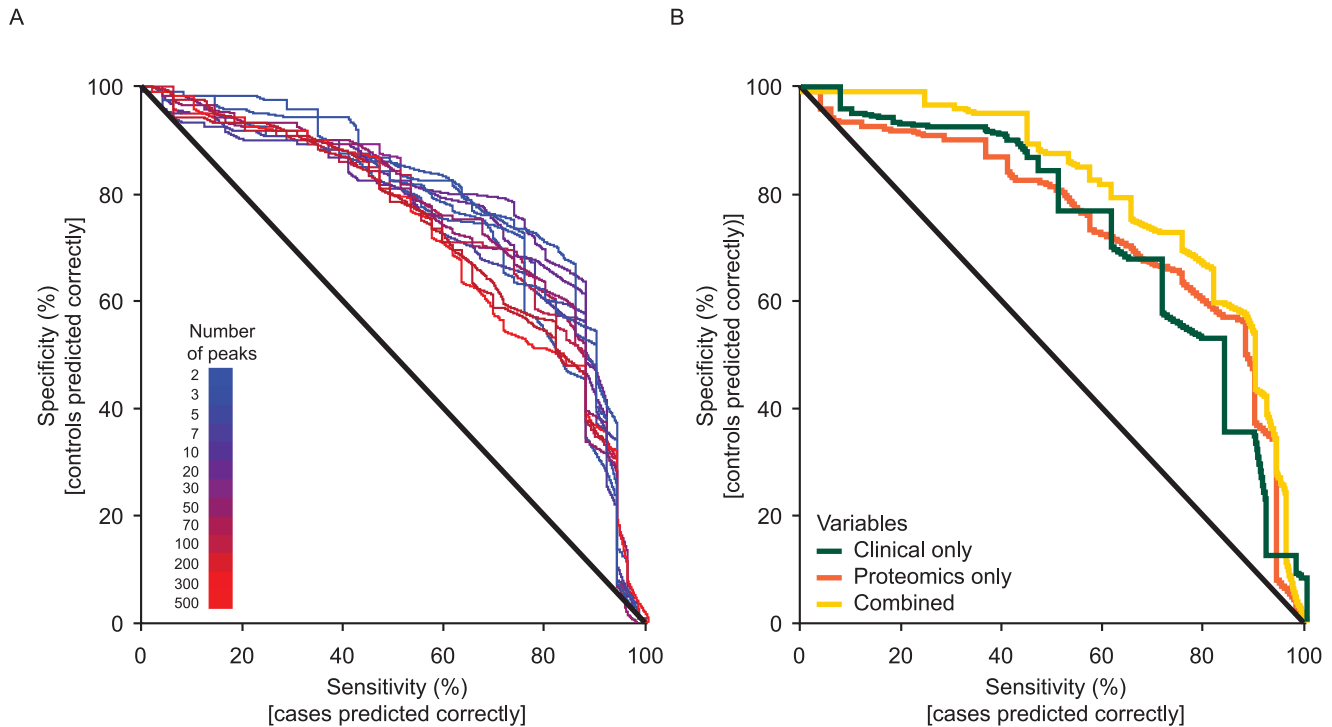 A
100
80
60
40
20
0
Specificity (%)
[controls predicted correctly]
Number
of peaks
2
3
5
7
10
20
30
50
70
100
200
300
500
0
20
40
60
80
100
Sensitivity (%)
[cases predicted correctly]
B
100
80
60
40
20
0
Specificity (%)
[controls predicted correctly)]
Variables
Clinical only
Proteomics only
Combined
0
20
40
60
80
100
Sensitivity (%)
[cases predicted correctly]